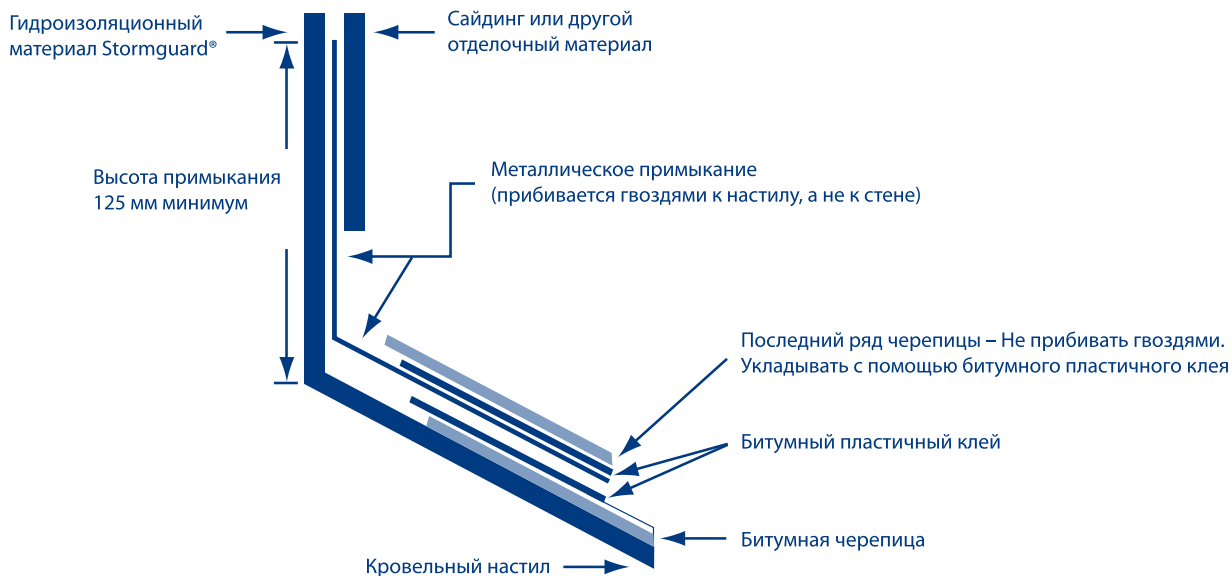 Гидроизоляционный
материал Stormguard®
Сайдинг или другой
отделочный материал
Высота примыкания
125 мм минимум
Металлическое примыкание
(прибивается гвоздями к настилу, а не к стене)
Последний ряд черепицы – Не прибивать гвоздями.
Укладывать с помощью битумного пластичного клея
Битумный пластичный клей
Битумная черепица
Кровельный настил